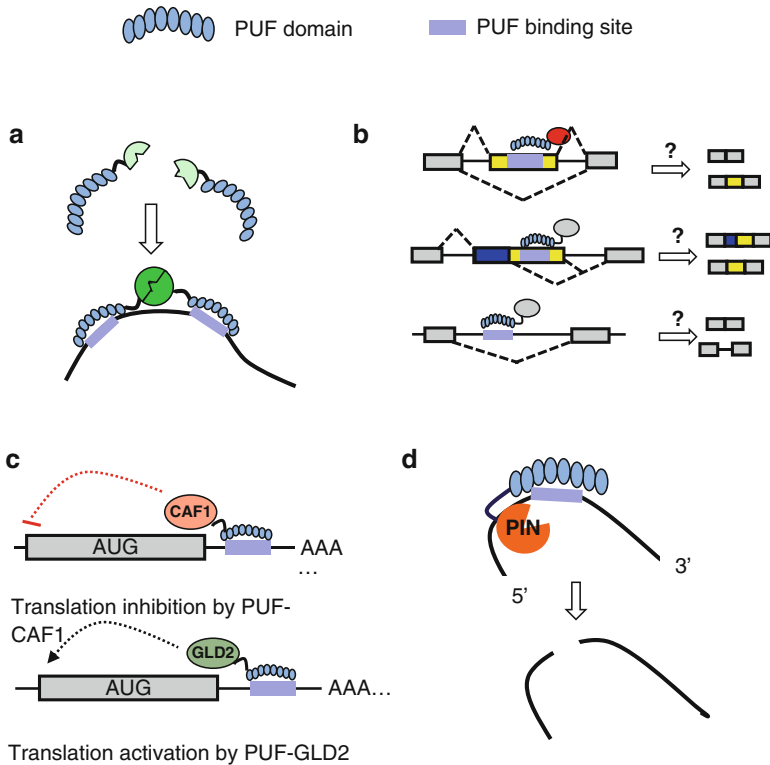 PUF domain
PUF binding site
a
b
?
?
?
c
CAF1
AUG
AAA
...
Translation inhibition by PUF-
CAF1
GLD2
AUG
AAA...
Translation activation by PUF-GLD2
d
PIN
5'
3'